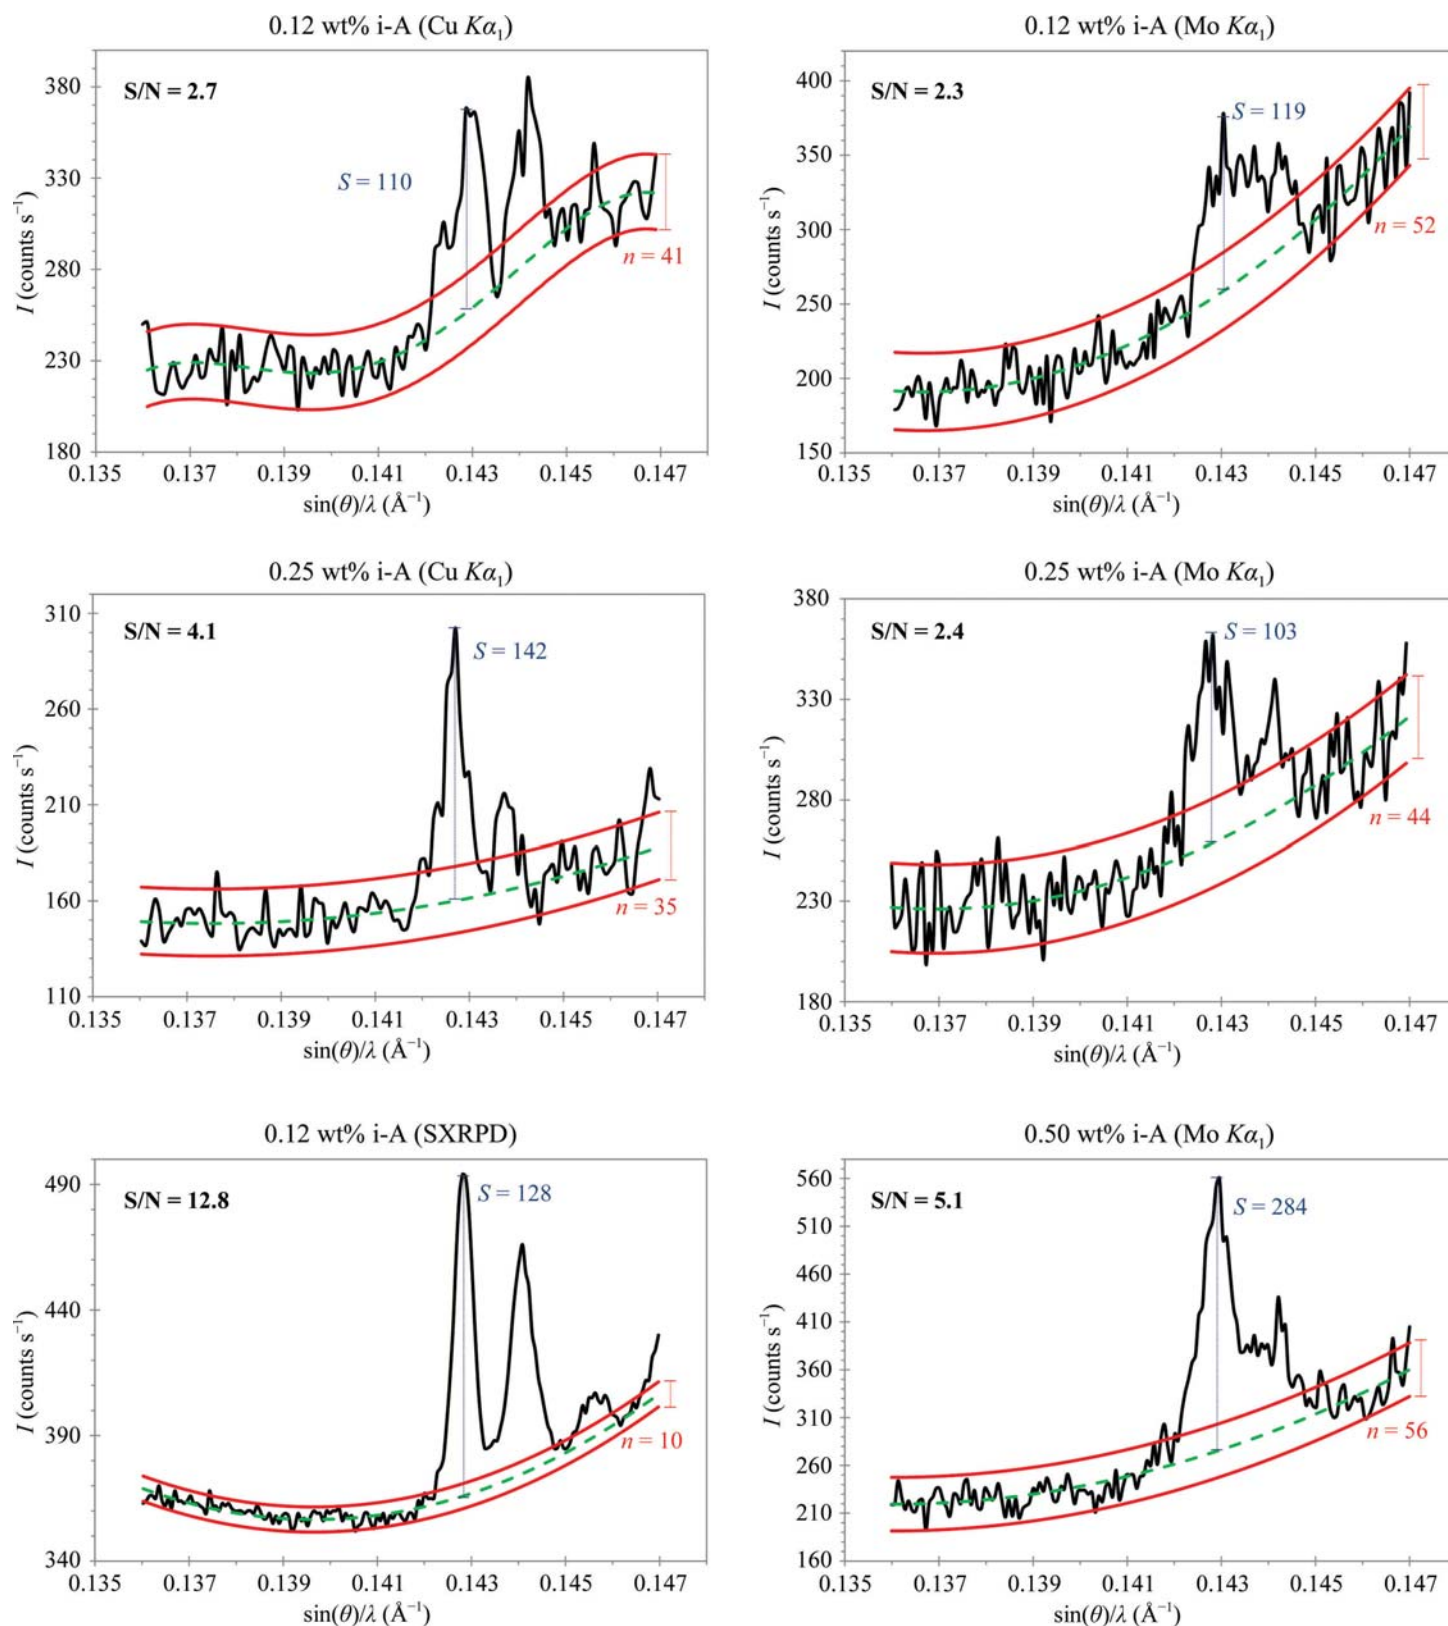 0.12 wt% i-A (Cu Kα₁)
S/N = 2.7
S = 110
n = 41
I (counts s⁻¹)
380
330
280
230
180
0.135 0.137 0.139 0.141 0.143 0.145 0.147
sin(θ)/λ (Å⁻¹)
0.12 wt% i-A (Mo Kα₁)
S/N = 2.3
S = 119
n = 52
I (counts s⁻¹)
400
350
300
250
200
150
0.135 0.137 0.139 0.141 0.143 0.145 0.147
sin(θ)/λ (Å⁻¹)
0.25 wt% i-A (Cu Kα₁)
S/N = 4.1
S = 142
n = 35
I (counts s⁻¹)
310
260
210
160
110
0.135 0.137 0.139 0.141 0.143 0.145 0.147
sin(θ)/λ (Å⁻¹)
0.25 wt% i-A (Mo Kα₁)
S/N = 2.4
S = 103
n = 44
I (counts s⁻¹)
380
330
280
230
180
0.135 0.137 0.139 0.141 0.143 0.145 0.147
sin(θ)/λ (Å⁻¹)
0.12 wt% i-A (SXRPD)
S/N = 12.8
S = 128
n = 10
I (counts s⁻¹)
490
440
390
340
0.135 0.137 0.139 0.141 0.143 0.145 0.147
sin(θ)/λ (Å⁻¹)
0.50 wt% i-A (Mo Kα₁)
S/N = 5.1
S = 284
n = 56
I (counts s⁻¹)
560
510
460
410
360
310
260
210
160
0.135 0.137 0.139 0.141 0.143 0.145 0.147
sin(θ)/λ (Å⁻¹)